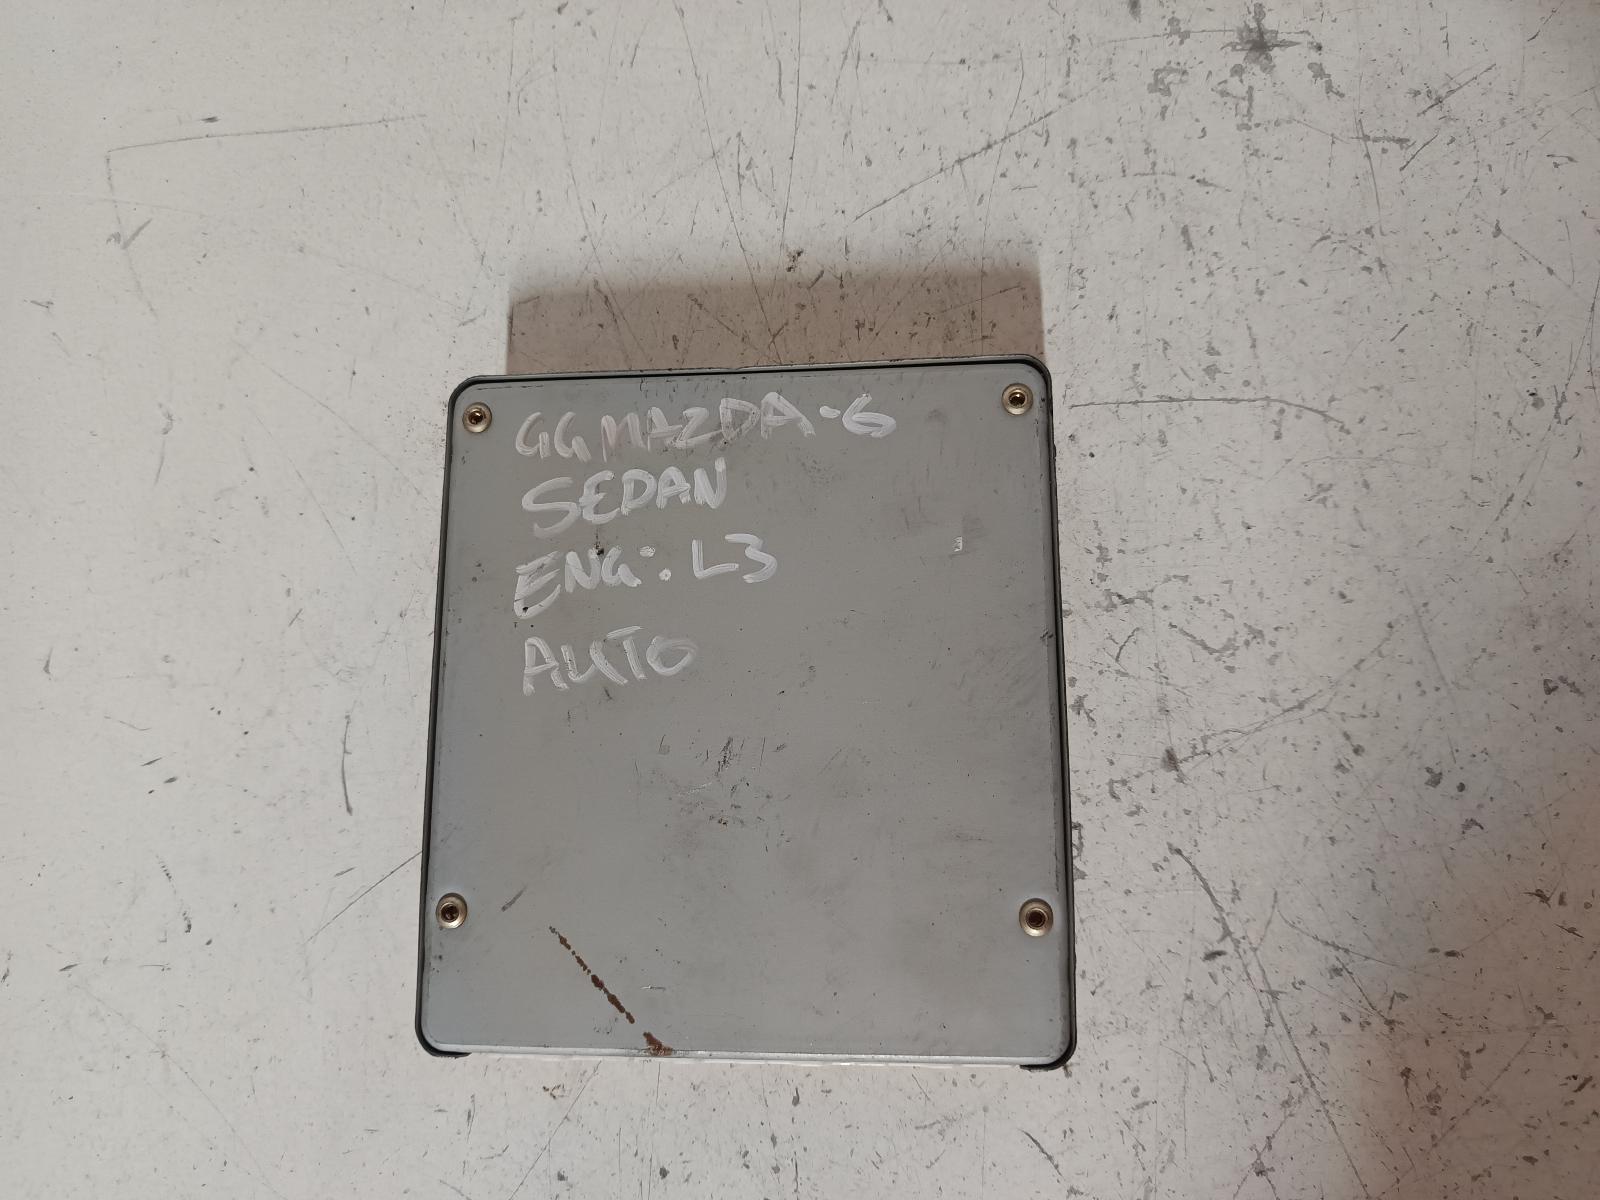 GG MAZDA-6
SEDAN
ENG: L3
AUTO